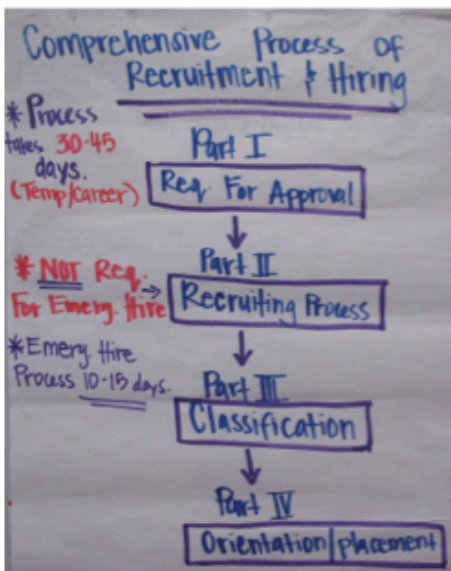 Comprehensive Process of
Recruitment & Hiring
*Process
takes 30-45
days.
(Temp/career)
Part I
Req For Approval
Part II
* NOT Req.
For Emerg. Hire
Recruiting Process
*Emerg. Hire
Process 10-15 days.
Part III
Classification
Part IV
Orientation/placement